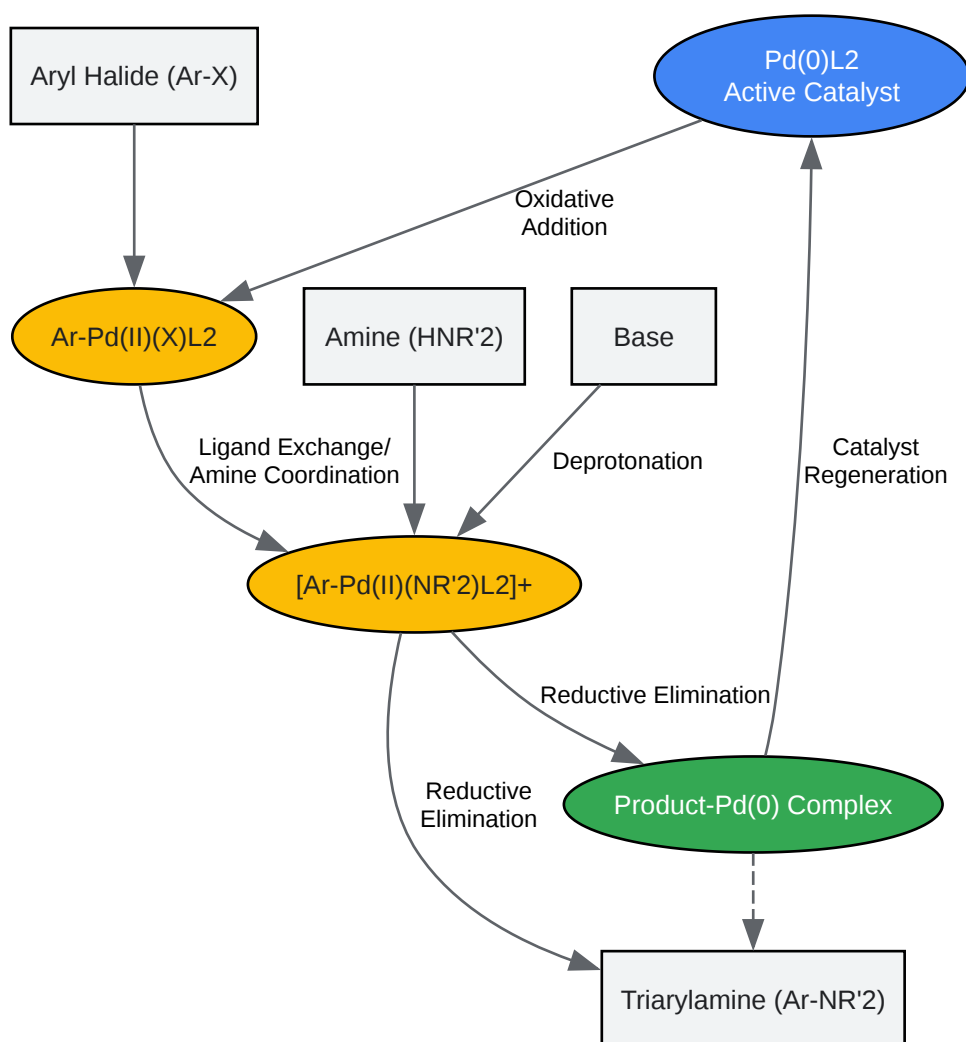 Aryl Halide (Ar-X)
Pd(0)L2
Active Catalyst
Oxidative
Addition
Ar-Pd(II)(X)L2
Amine (HNR'2)
Base
Ligand Exchange/
Amine Coordination
Deprotonation
Catalyst
Regeneration
[Ar-Pd(II)(NR'2)L2]+
Reductive Elimination
Reductive
Elimination
Product-Pd(0) Complex
Triarylamine (Ar-NR'2)